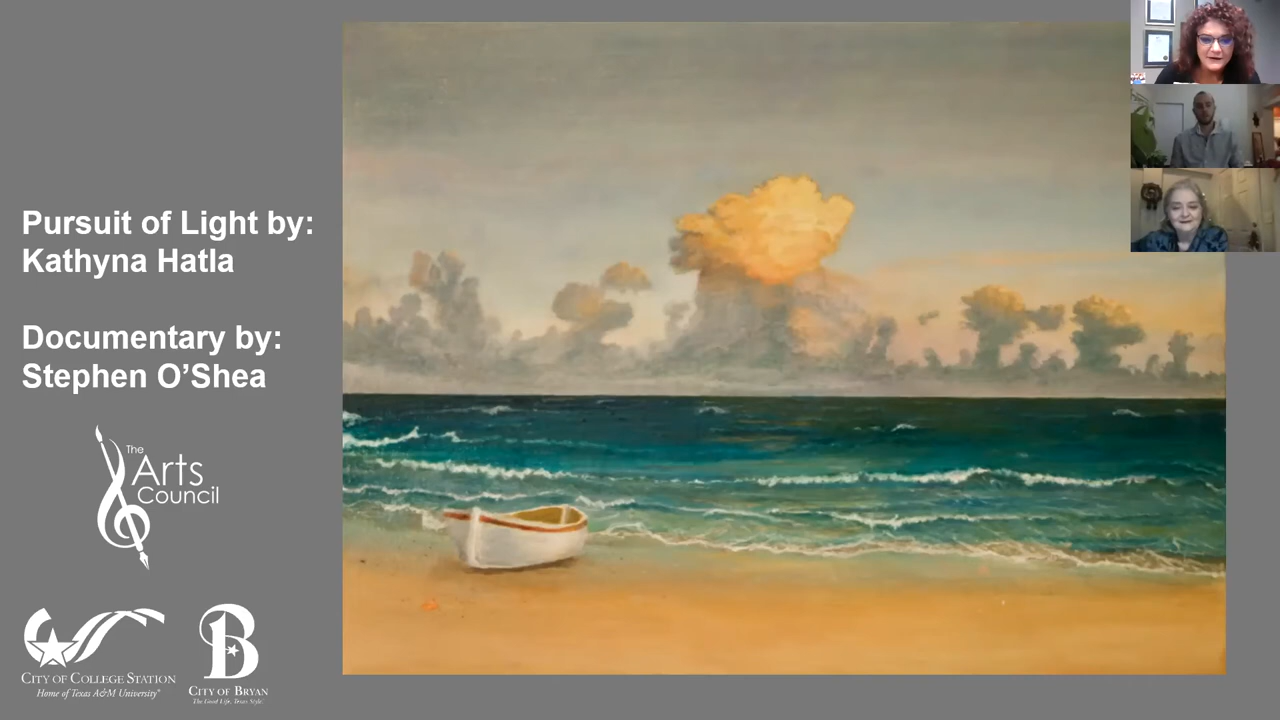 Pursuit of Light by:
Kathyna Hatla
Documentary by:
Stephen O’Shea
The
Arts
Council
CITY OF COLLEGE STATION
Home of Texas A&M University®
CITY OF BRYAN
The Good Life, Texas Style.